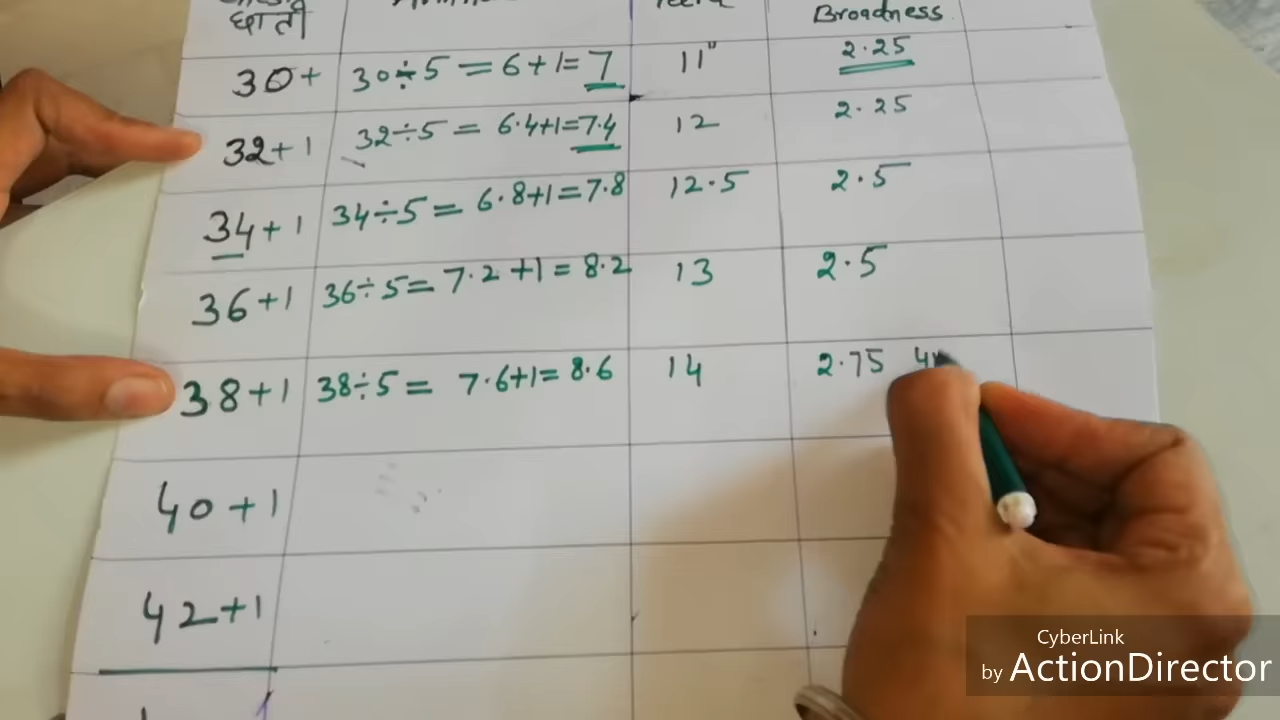 छाती
Broadness
30+ 30÷5 = 6+1= 7 11" 2.25
32+1 32÷5 = 6.4+1=7.4 12 2.25
34+1 34÷5 = 6.8+1=7.8 12.5 2.5
36+1 36÷5= 7.2 +1= 8.2 13 2.5
38+1 38÷5= 7.6+1= 8.6 14 2.75
40+1
42+1
CyberLink
by ActionDirector